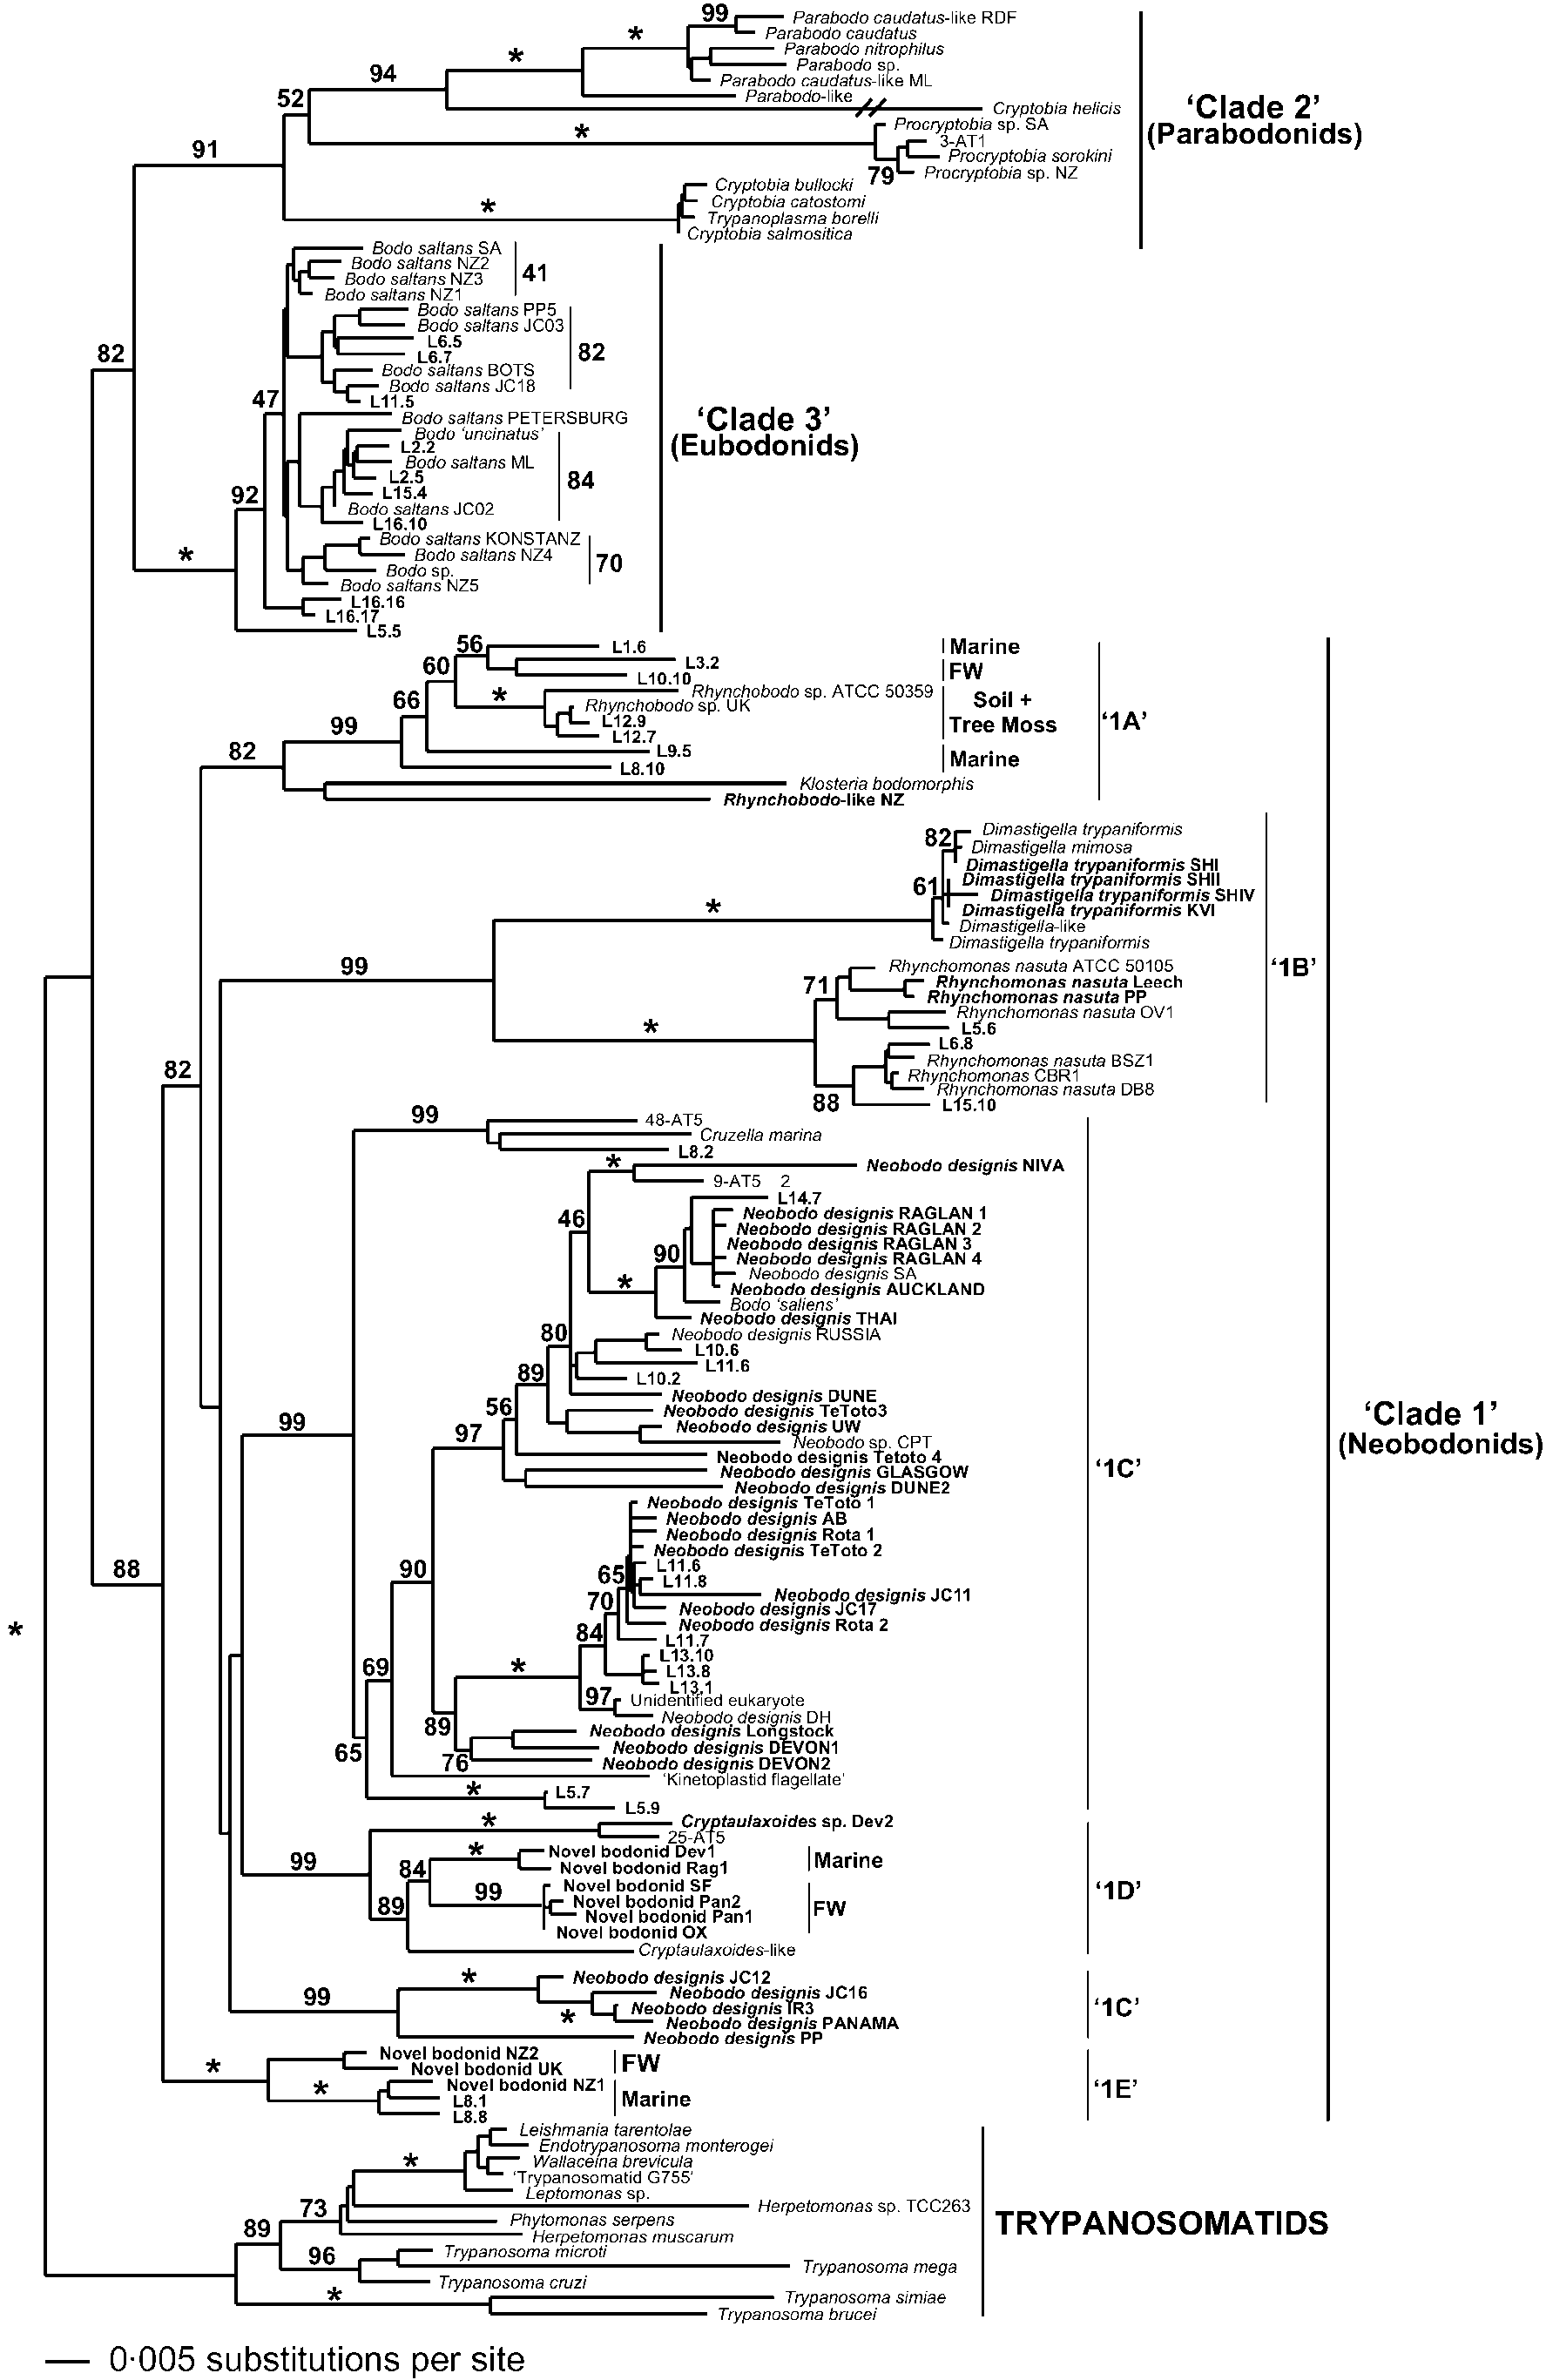 99
Parabodo caudatus-like RDF
Parabodo caudatus
*
Parabodo nitrophilus
*
Parabodo sp.
94
Parabodo caudatus-like ML
Parabodo-like
52
Cryptobia helicis
'Clade 2'
(Parabodonids)
*
Procryptobia sp. SA
3-AT1
Procryptobia sorokini
91
79
Procryptobia sp. NZ
Cryptobia bullocki
*
Cryptobia catostomi
Trypanoplasma borelli
Cryptobia salmositica
Bodo saltans SA
Bodo saltans NZ2
41
Bodo saltans NZ3
Bodo saltans NZ1
Bodo saltans PP5
Bodo saltans JC03
L6.5
82
82
L6.7
Bodo saltans BOTS
Bodo saltans JC18
47
L11.5
Bodo saltans PETERSBURG
'Clade 3'
(Eubodonids)
Bodo 'uncinatus'
L2.2
Bodo saltans ML
L2.5
84
92
L15.4
Bodo saltans JC02
L16.10
Bodo saltans KONSTANZ
*
Bodo saltans NZ4
70
Bodo sp.
Bodo saltans NZ5
L16.16
L16.17
L5.5
56
L1.6
Marine
60
L3.2
FW
L10.10
*
Rhynchobodo sp. ATCC 50359
Soil +
Tree Moss
66
Rhynchobodo sp. UK
L12.9
'1A'
99
L12.7
82
L9.5
Marine
L8.10
Klosteria bodomorphis
Rhynchobodo-like NZ
82
Dimastigella trypaniformis
Dimastigella mimosa
Dimastigella trypaniformis SHI
61
Dimastigella trypaniformis SHII
Dimastigella trypaniformis SHIV
*
Dimastigella trypaniformis KVI
Dimastigella-like
Dimastigella trypaniformis
99
Rhynchomonas nasuta ATCC 50105
'1B'
71
Rhynchomonas nasuta Leech
Rhynchomonas nasuta PP
*
Rhynchomonas nasuta OV1
L5.6
L6.8
82
Rhynchomonas nasuta BSZ1
Rhynchomonas CBR1
Rhynchomonas nasuta DB8
88
L15.10
99
48-AT5
Cruzella marina
L8.2
*
Neobodo designis NIVA
9-AT5 2
L14.7
46
Neobodo designis RAGLAN 1
Neobodo designis RAGLAN 2
Neobodo designis RAGLAN 3
90
Neobodo designis RAGLAN 4
Neobodo designis SA
*
Neobodo designis AUCKLAND
Bodo 'saliens'
Neobodo designis THAI
80
Neobodo designis RUSSIA
L10.6
L11.6
89
L10.2
Neobodo designis DUNE
56
Neobodo designis TeToto3
99
97
Neobodo designis UW
Neobodo sp. CPT
'Clade 1'
(Neobodonids)
Neobodo designis Tetoto 4
'1C'
Neobodo designis GLASGOW
Neobodo designis DUNE2
Neobodo designis TeToto 1
Neobodo designis AB
Neobodo designis Rota 1
Neobodo designis TeToto 2
88
90
65
L11.6
L11.8
Neobodo designis JC11
70
Neobodo designis JC17
Neobodo designis Rota 2
*
84
L11.7
L13.10
69
*
L13.8
L13.1
97
Unidentified eukaryote
Neobodo designis DH
89
Neobodo designis Longstock
65
76
Neobodo designis DEVON1
Neobodo designis DEVON2
'Kinetoplastid flagellate'
*
L5.7
L5.9
*
Cryptaulaxoides sp. Dev2
25-AT5
99
84
*
Novel bodonid Dev1
Marine
Novel bodonid Rag1
99
Novel bodonid SF
'1D'
89
Novel bodonid Pan2
FW
Novel bodonid Pan1
Novel bodonid OX
Cryptaulaxoides-like
*
Neobodo designis JC12
99
Neobodo designis JC16
*
Neobodo designis IR3
'1C'
Neobodo designis PANAMA
Neobodo designis PP
*
Novel bodonid NZ2
FW
Novel bodonid UK
*
Novel bodonid NZ1
'1E'
L8.1
Marine
L8.8
Leishmania tarentolae
Endotrypanosoma monterogei
*
Wallaceina brevicula
'Trypanosomatid G755'
Leptomonas sp.
73
Herpetomonas sp. TCC263
89
Phytomonas serpens
TRYPANOSOMATIDS
Herpetomonas muscarum
96
Trypanosoma microti
Trypanosoma mega
Trypanosoma cruzi
*
Trypanosoma simiae
Trypanosoma brucei
0·005 substitutions per site